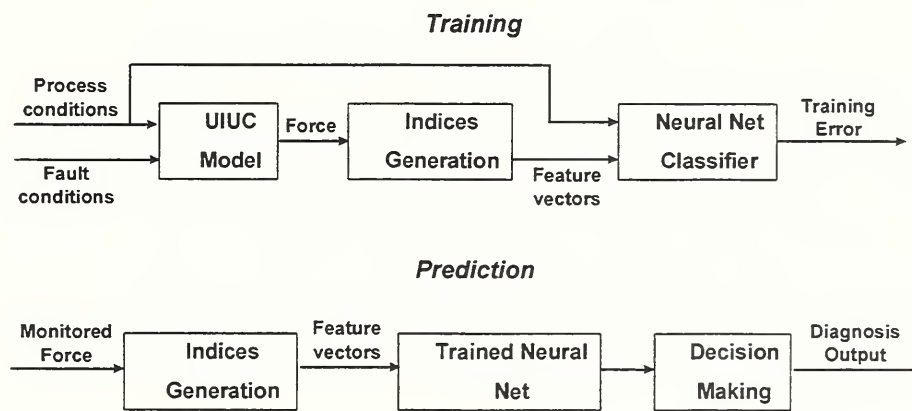 Training
Process
conditions
Fault
conditions
UIUC
Model
Force
Indices
Generation
Feature
vectors
Neural Net
Classifier
Training
Error
Prediction
Monitored
Force
Indices
Generation
Feature
vectors
Trained Neural
Net
Decision
Making
Diagnosis
Output